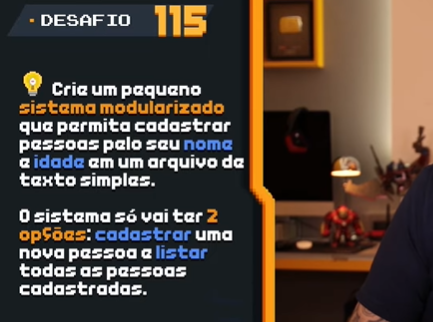 DESAFIO 115
Crie um pequeno
sistema modularizado
que permita cadastrar
pessoas pelo seu nome
e idade em um arquivo de
texto simples.
O sistema só vai ter 2
opções: cadastrar uma
nova pessoa e listar
todas as pessoas
cadastradas.